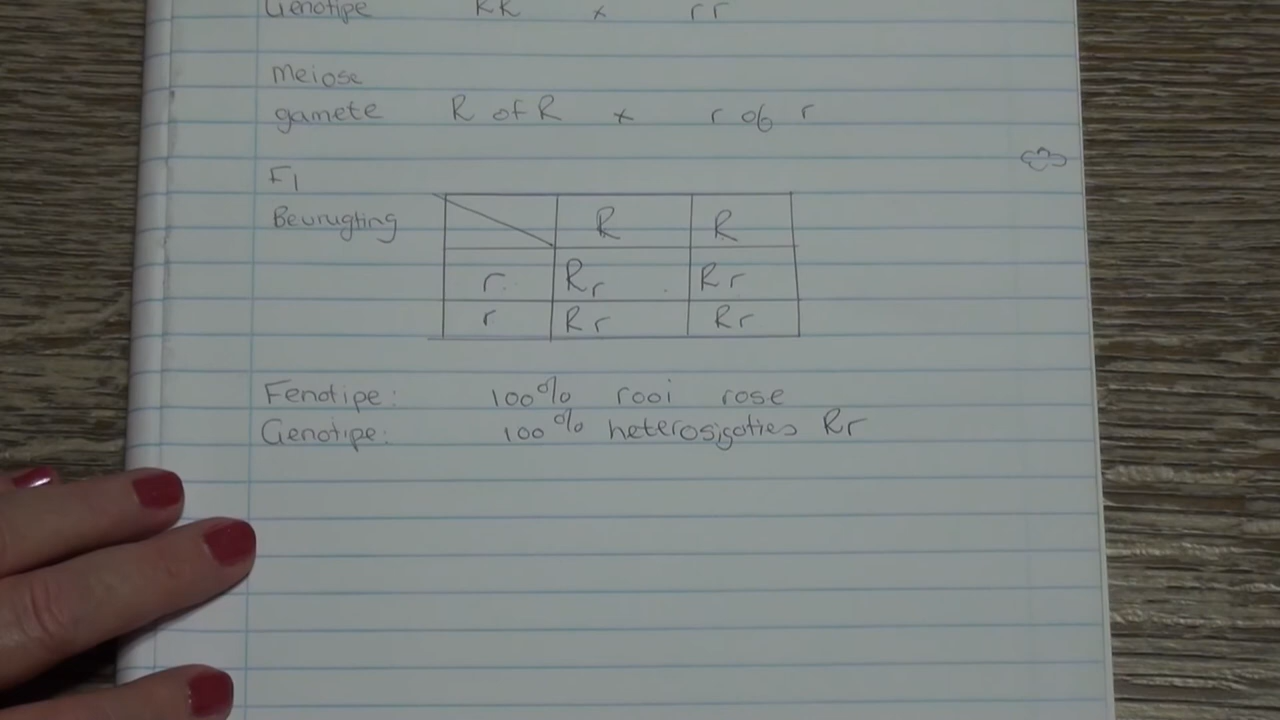 Genotipe RR x rr
Meiose
gamete R of R x r of r
F1
Bevrugting R R
r Rr Rr
r Rr Rr
Fenotipe: 100% rooi rose
Genotipe: 100% heterosigoties Rr